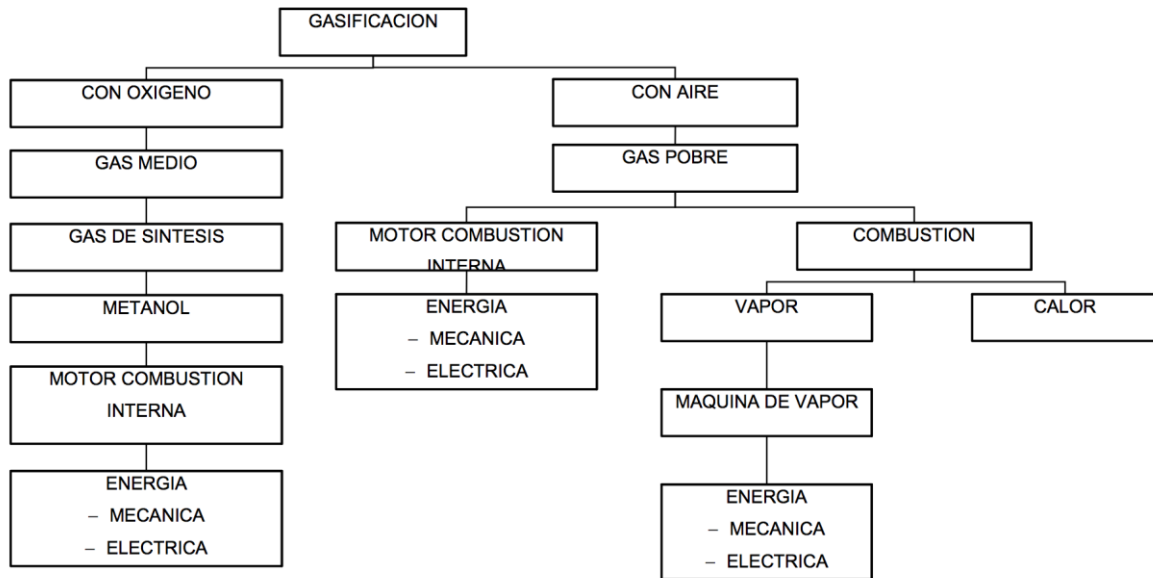 GASIFICACION
CON OXIGENO
GAS MEDIO
GAS DE SINTESIS
METANOL
MOTOR COMBUSTION
INTERNA
ENERGIA
– MECANICA
– ELECTRICA
CON AIRE
GAS POBRE
MOTOR COMBUSTION
INTERNA
ENERGIA
– MECANICA
– ELECTRICA
COMBUSTION
VAPOR
MAQUINA DE VAPOR
ENERGIA
– MECANICA
– ELECTRICA
CALOR